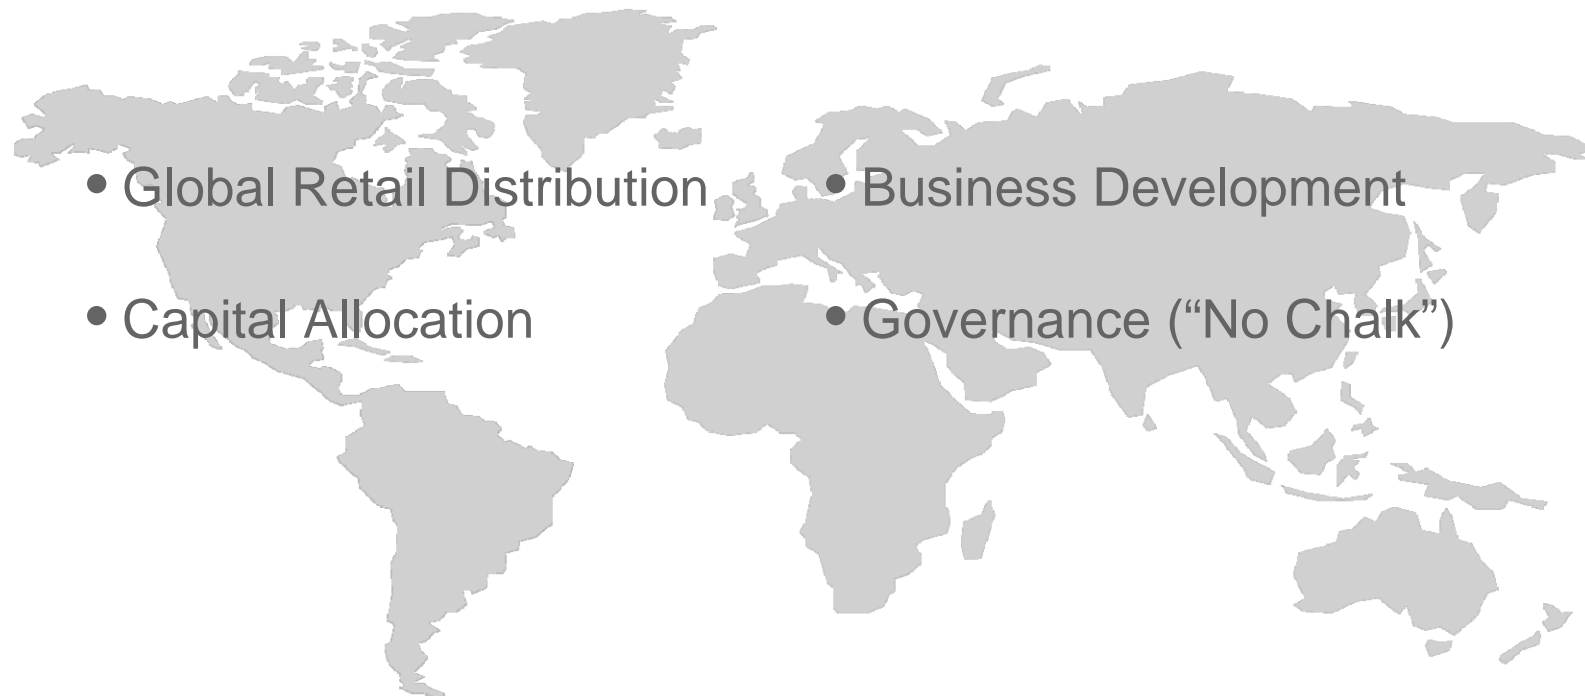 • Global Retail Distribution
• Capital Allocation
• Business Development
• Governance (“No Chalk”)